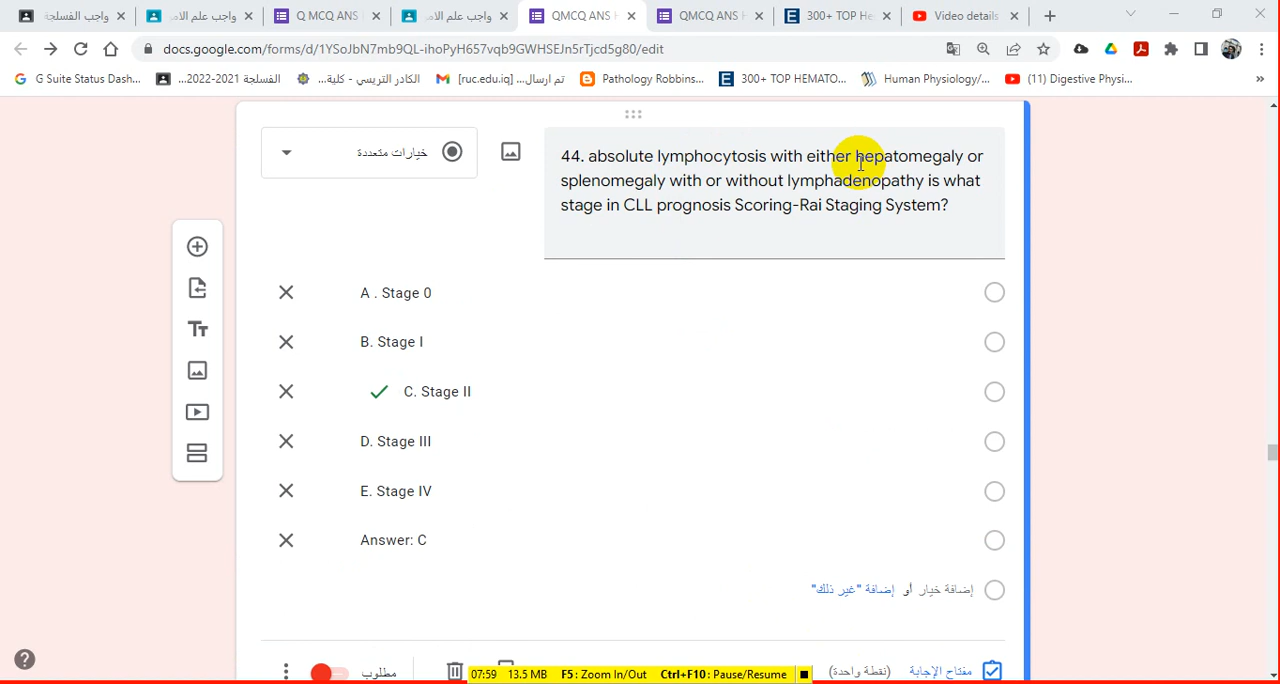 واجب الفسلجة
واجب علم الامر
Q MCQ ANS
واجب علم الامر
QMCQ ANS H
QMCQ ANS H
300+ TOP He
Video details
docs.google.com/forms/d/1YSoJbN7mb9QL-ihoPyH657vqb9GWHSEJn5rTjcd5g80/edit
G Suite Status Dash...
الفسلجة 2021-2022...
الكادر التريسي - كلية...
تم ارسال... [ruc.edu.iq]
Pathology Robbins...
300+ TOP HEMATO...
Human Physiology/...
(11) Digestive Physi...
»
خيارات متعددة
44. absolute lymphocytosis with either hepatomegaly or
splenomegaly with or without lymphadenopathy is what
stage in CLL prognosis Scoring-Rai Staging System?
A . Stage 0
B. Stage I
C. Stage II
D. Stage III
E. Stage IV
Answer: C
إضافة خيار أو إضافة "غير ذلك"
مطلوب
مفتاح الإجابة (نقطة واحدة)
07:59 13.5 MB F5: Zoom In/Out Ctrl+F10: Pause/Resume